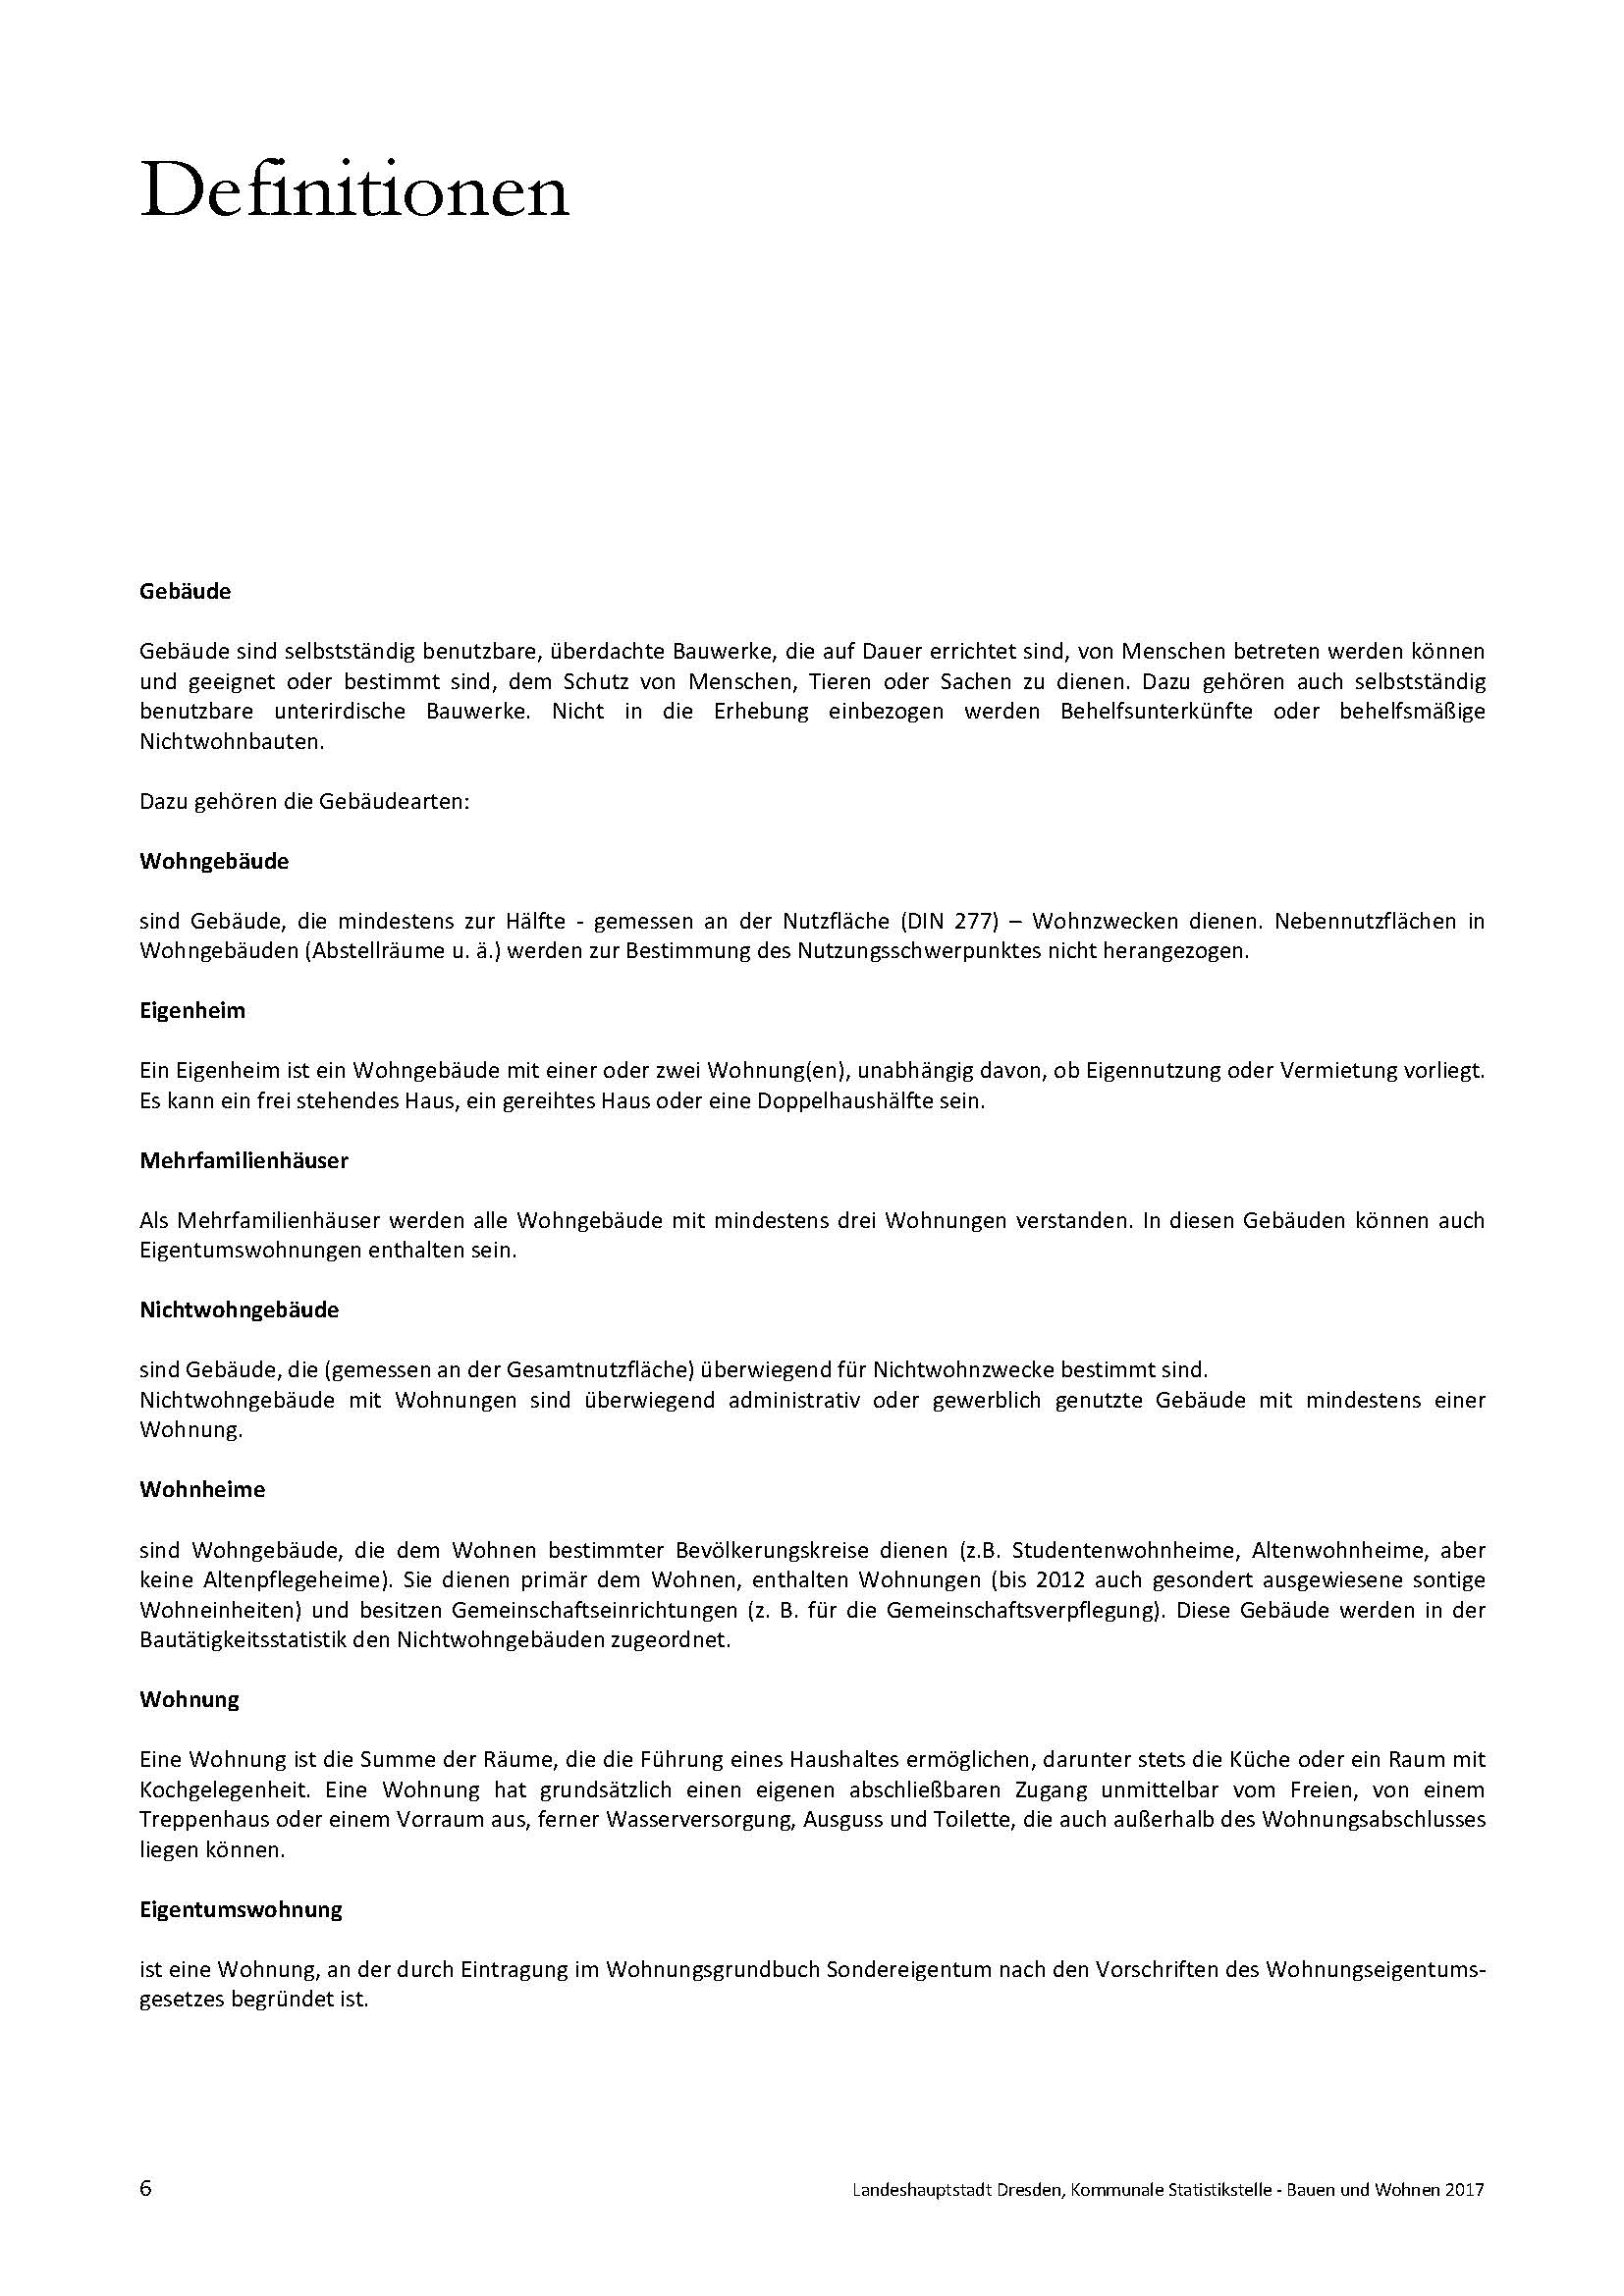 Definitionen
Gebäude
Gebäude sind selbstständig benutzbare, überdachte Bauwerke, die auf Dauer errichtet sind, von Menschen betreten werden können
und geeignet oder bestimmt sind, dem Schutz von Menschen, Tieren oder Sachen zu dienen. Dazu gehören auch selbstständig
benutzbare unterirdische Bauwerke. Nicht in die Erhebung einbezogen werden Behelfsunterkünfte oder behelfsmäßige
Nichtwohnbauten.
Dazu gehören die Gebäudearten:
Wohngebäude
sind Gebäude, die mindestens zur Hälfte - gemessen an der Nutzfläche (DIN 277) – Wohnzwecken dienen. Nebennutzflächen in
Wohngebäuden (Abstellräume u. ä.) werden zur Bestimmung des Nutzungsschwerpunktes nicht herangezogen.
Eigenheim
Ein Eigenheim ist ein Wohngebäude mit einer oder zwei Wohnung(en), unabhängig davon, ob Eigennutzung oder Vermietung vorliegt.
Es kann ein frei stehendes Haus, ein gereihtes Haus oder eine Doppelhaushälfte sein.
Mehrfamilienhäuser
Als Mehrfamilienhäuser werden alle Wohngebäude mit mindestens drei Wohnungen verstanden. In diesen Gebäuden können auch
Eigentumswohnungen enthalten sein.
Nichtwohngebäude
sind Gebäude, die (gemessen an der Gesamtnutzfläche) überwiegend für Nichtwohnzwecke bestimmt sind.
Nichtwohngebäude mit Wohnungen sind überwiegend administrativ oder gewerblich genutzte Gebäude mit mindestens einer
Wohnung.
Wohnheime
sind Wohngebäude, die dem Wohnen bestimmter Bevölkerungskreise dienen (z.B. Studentenwohnheime, Altenwohnheime, aber
keine Altenpflegeheime). Sie dienen primär dem Wohnen, enthalten Wohnungen (bis 2012 auch gesondert ausgewiesene sontige
Wohneinheiten) und besitzen Gemeinschaftseinrichtungen (z. B. für die Gemeinschaftsverpflegung). Diese Gebäude werden in der
Bautätigkeitsstatistik den Nichtwohngebäuden zugeordnet.
Wohnung
Eine Wohnung ist die Summe der Räume, die die Führung eines Haushaltes ermöglichen, darunter stets die Küche oder ein Raum mit
Kochgelegenheit. Eine Wohnung hat grundsätzlich einen eigenen abschließbaren Zugang unmittelbar vom Freien, von einem
Treppenhaus oder einem Vorraum aus, ferner Wasserversorgung, Ausguss und Toilette, die auch außerhalb des Wohnungsabschlusses
liegen können.
Eigentumswohnung
ist eine Wohnung, an der durch Eintragung im Wohnungsgrundbuch Sondereigentum nach den Vorschriften des Wohnungseigentums-
gesetzes begründet ist.
6 Landeshauptstadt Dresden, Kommunale Statistikstelle - Bauen und Wohnen 2017